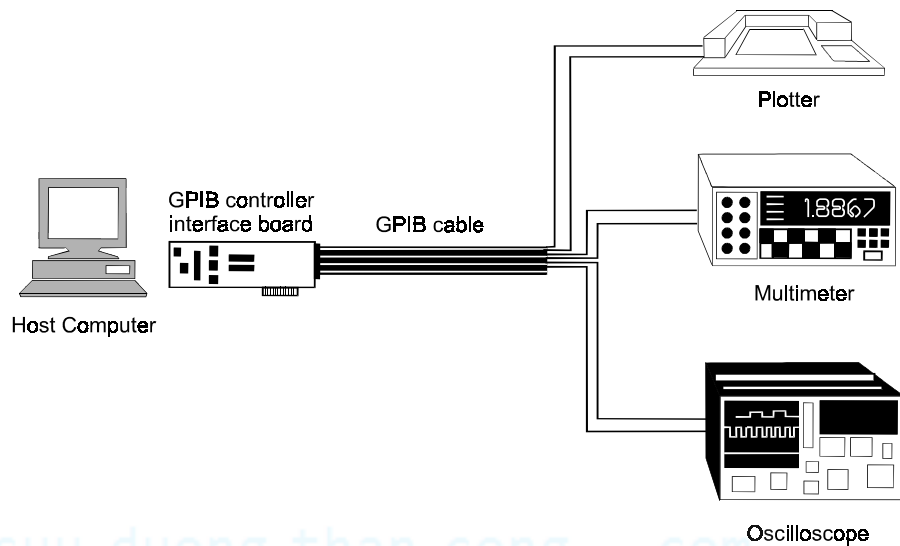 Plotter
GPIB controller
interface board
GPIB cable
1.8867
Multimeter
Host Computer
Oscilloscope